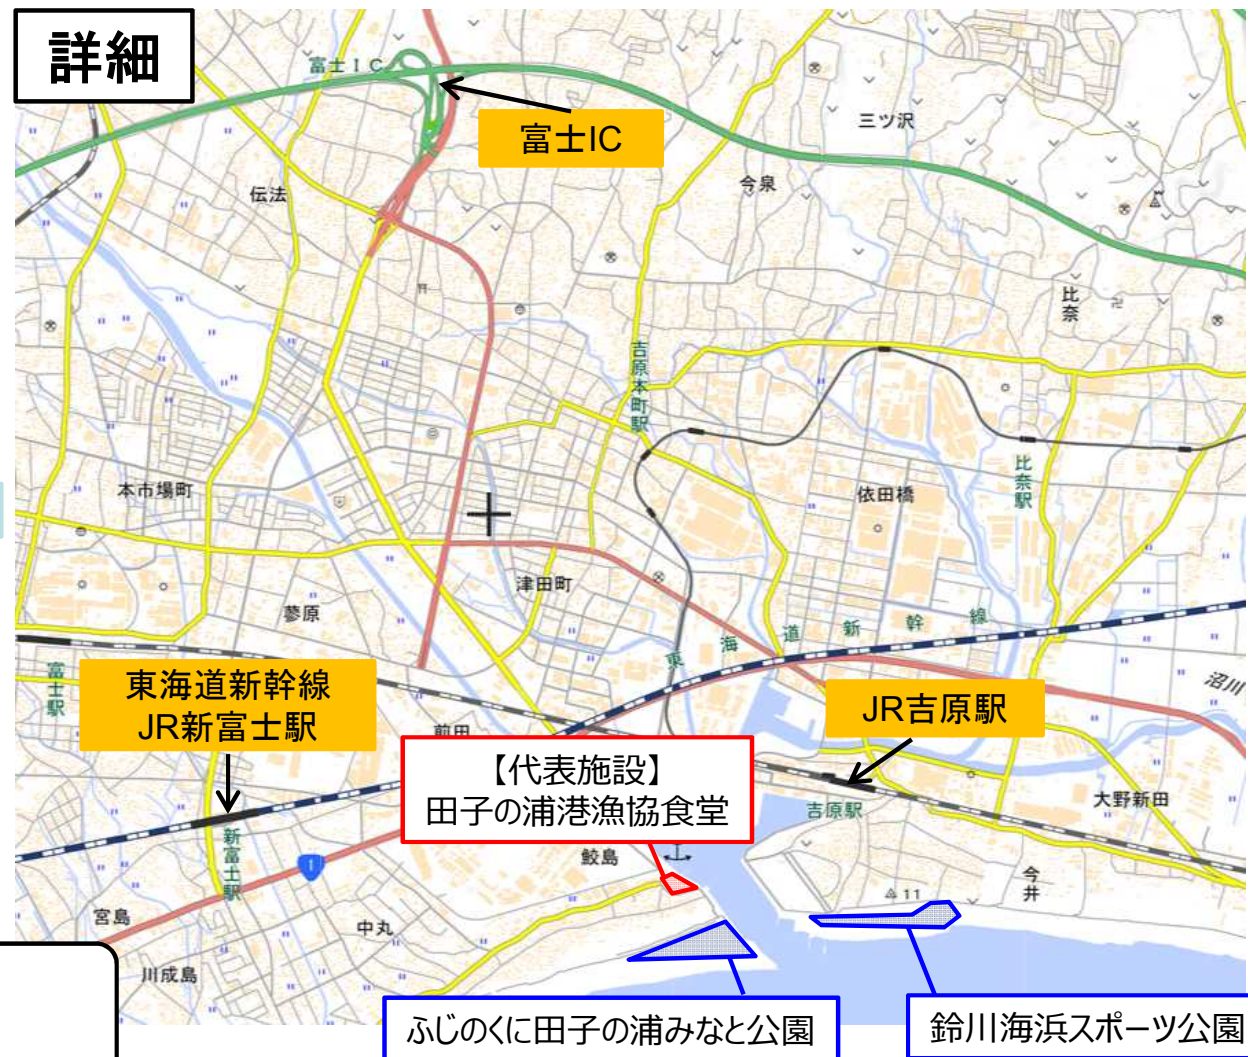 詳細
富士IC
富士IC
三ツ沢
今泉
伝法
比奈
吉原本町駅
本市場町
依田橋
比奈駅
津田町
蓼原
東海道新幹線
富士駅
東海道新幹線
JR新富士駅
前田
JR吉原駅
沼川
【代表施設】
田子の浦港漁協食堂
大野新田
吉原駅
新富士駅
1
鮫島
今井
11
宮島
中丸
川成島
ふじのくに田子の浦みなと公園
鈴川海浜スポーツ公園